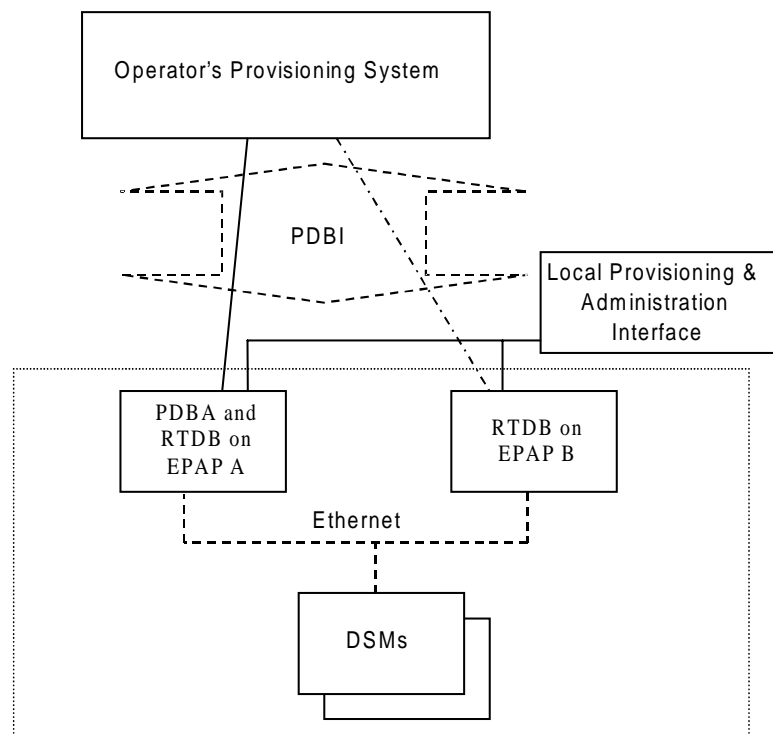 Operator's Provisioning System
PDBI
Local Provisioning &
Administration
Interface
PDBA and
RTDB on
EPAP A
RTDB on
EPAP B
Ethernet
DSMs